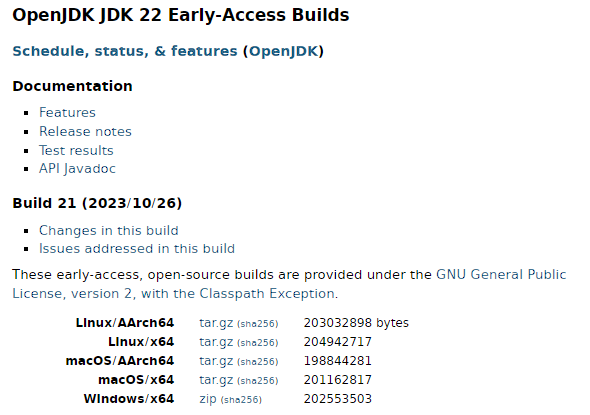 OpenJDK JDK 22 Early-Access Builds
Schedule, status, & features (OpenJDK)
Documentation
Features
Release notes
Test results
API Javadoc
Build 21 (2023/10/26)
Changes in this build
Issues addressed in this build
These early-access, open-source builds are provided under the GNU General Public
License, version 2, with the Classpath Exception.
Linux/AArch64 tar.gz (sha256) 203032898 bytes
Linux/x64 tar.gz (sha256) 204942717
macOS/AArch64 tar.gz (sha256) 198844281
macOS/x64 tar.gz (sha256) 201162817
Windows/x64 zip (sha256) 202553503